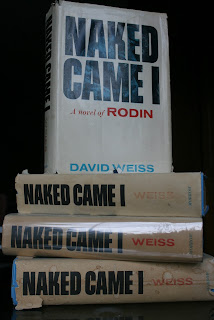 NAKED
CAME I
A novel of RODIN
DAVID WEISS
NAKED CAME I WEISS
NAKED CAME I WEISS
NAKED CAME I WEISS